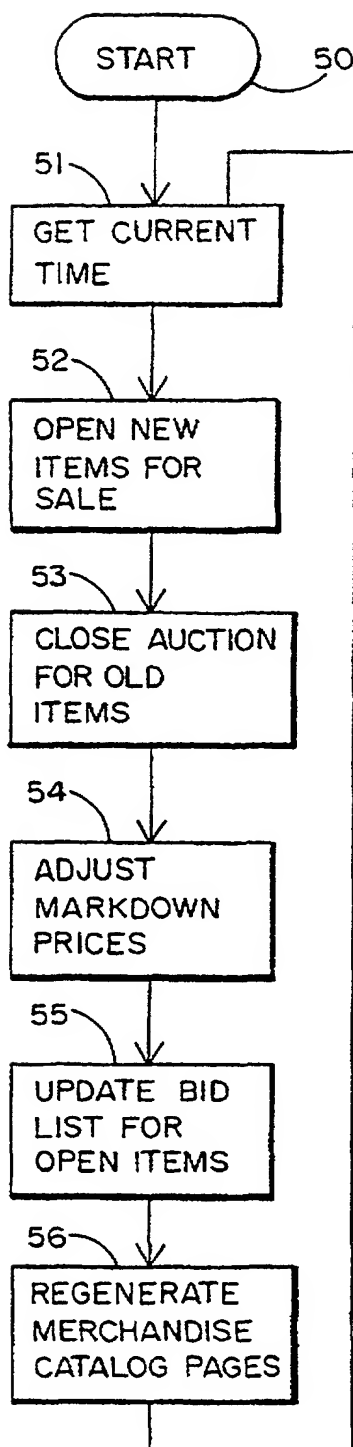 START
50
51
GET CURRENT
TIME
52
OPEN NEW
ITEMS FOR
SALE
53
CLOSE AUCTION
FOR OLD
ITEMS
54
ADJUST
MARKDOWN
PRICES
55
UPDATE BID
LIST FOR
OPEN ITEMS
56
REGENERATE
MERCHANDISE
CATALOG PAGES